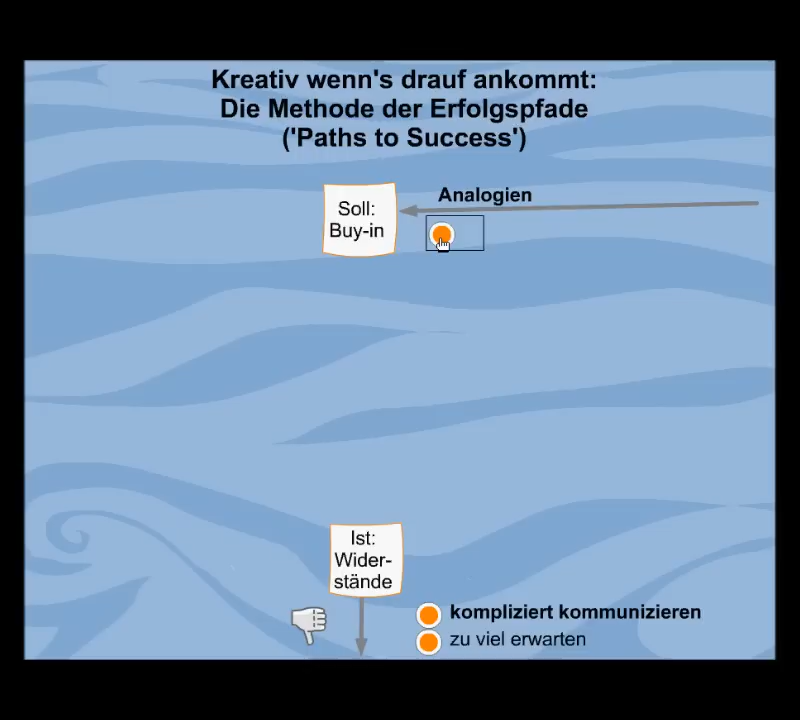 Kreativ wenn's drauf ankommt:
Die Methode der Erfolgspfade
('Paths to Success')
Analogien
Soll:
Buy-in
Ist:
Wider-
stände
kompliziert kommunizieren
zu viel erwarten